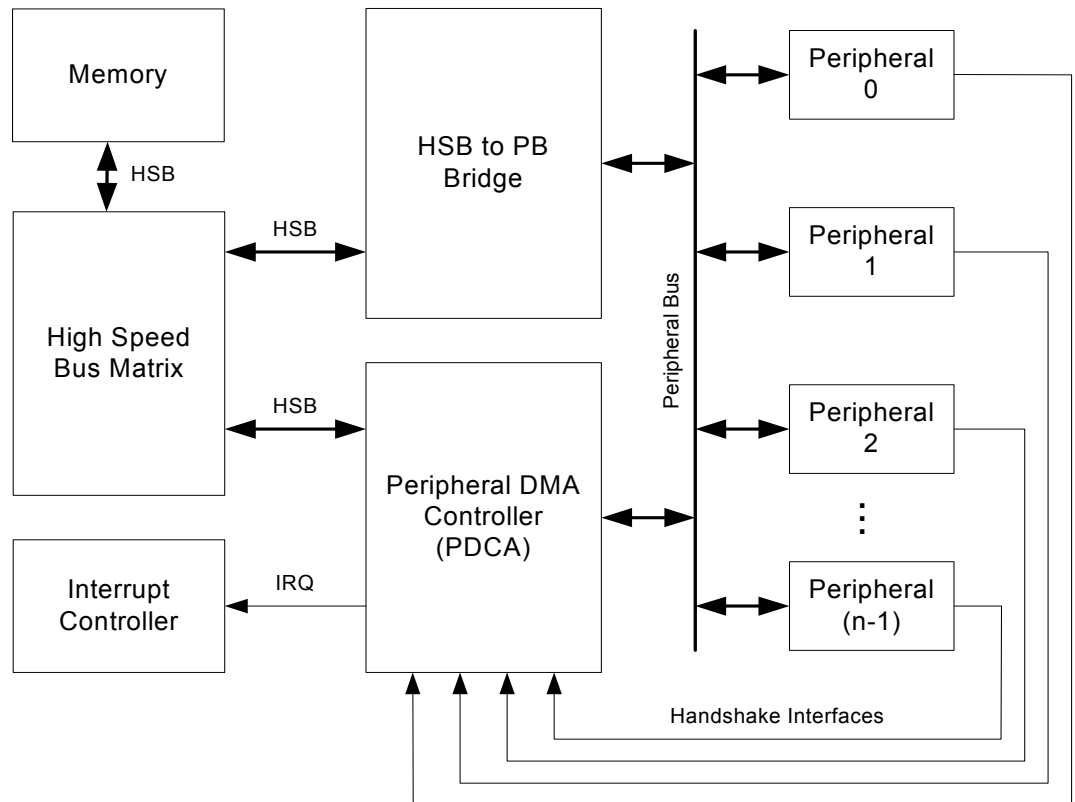 Memory
HSB
High Speed
Bus Matrix
HSB
HSB
Interrupt
Controller
IRQ
HSB to PB
Bridge
Peripheral DMA
Controller
(PDCA)
Peripheral Bus
Peripheral
0
Peripheral
1
Peripheral
2
⋮
Peripheral
(n-1)
Handshake Interfaces